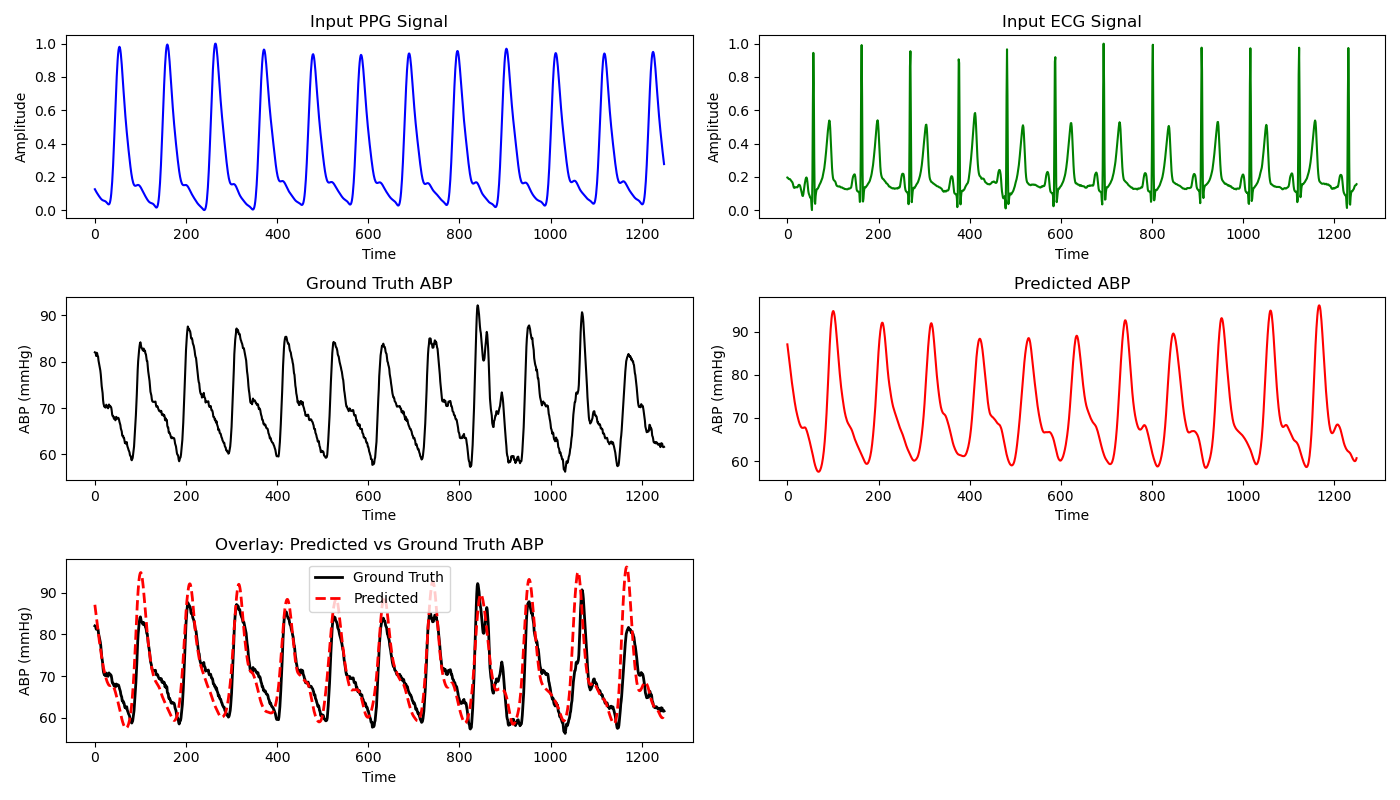 Input PPG Signal
Amplitude
1.0
0.8
0.6
0.4
0.2
0.0
0 200 400 600 800 1000 1200
Time
Input ECG Signal
Amplitude
1.0
0.8
0.6
0.4
0.2
0.0
0 200 400 600 800 1000 1200
Time
Ground Truth ABP
ABP (mmHg)
90
80
70
60
0 200 400 600 800 1000 1200
Time
Predicted ABP
ABP (mmHg)
90
80
70
60
0 200 400 600 800 1000 1200
Time
Overlay: Predicted vs Ground Truth ABP
Ground Truth
Predicted
ABP (mmHg)
90
80
70
60
0 200 400 600 800 1000 1200
Time